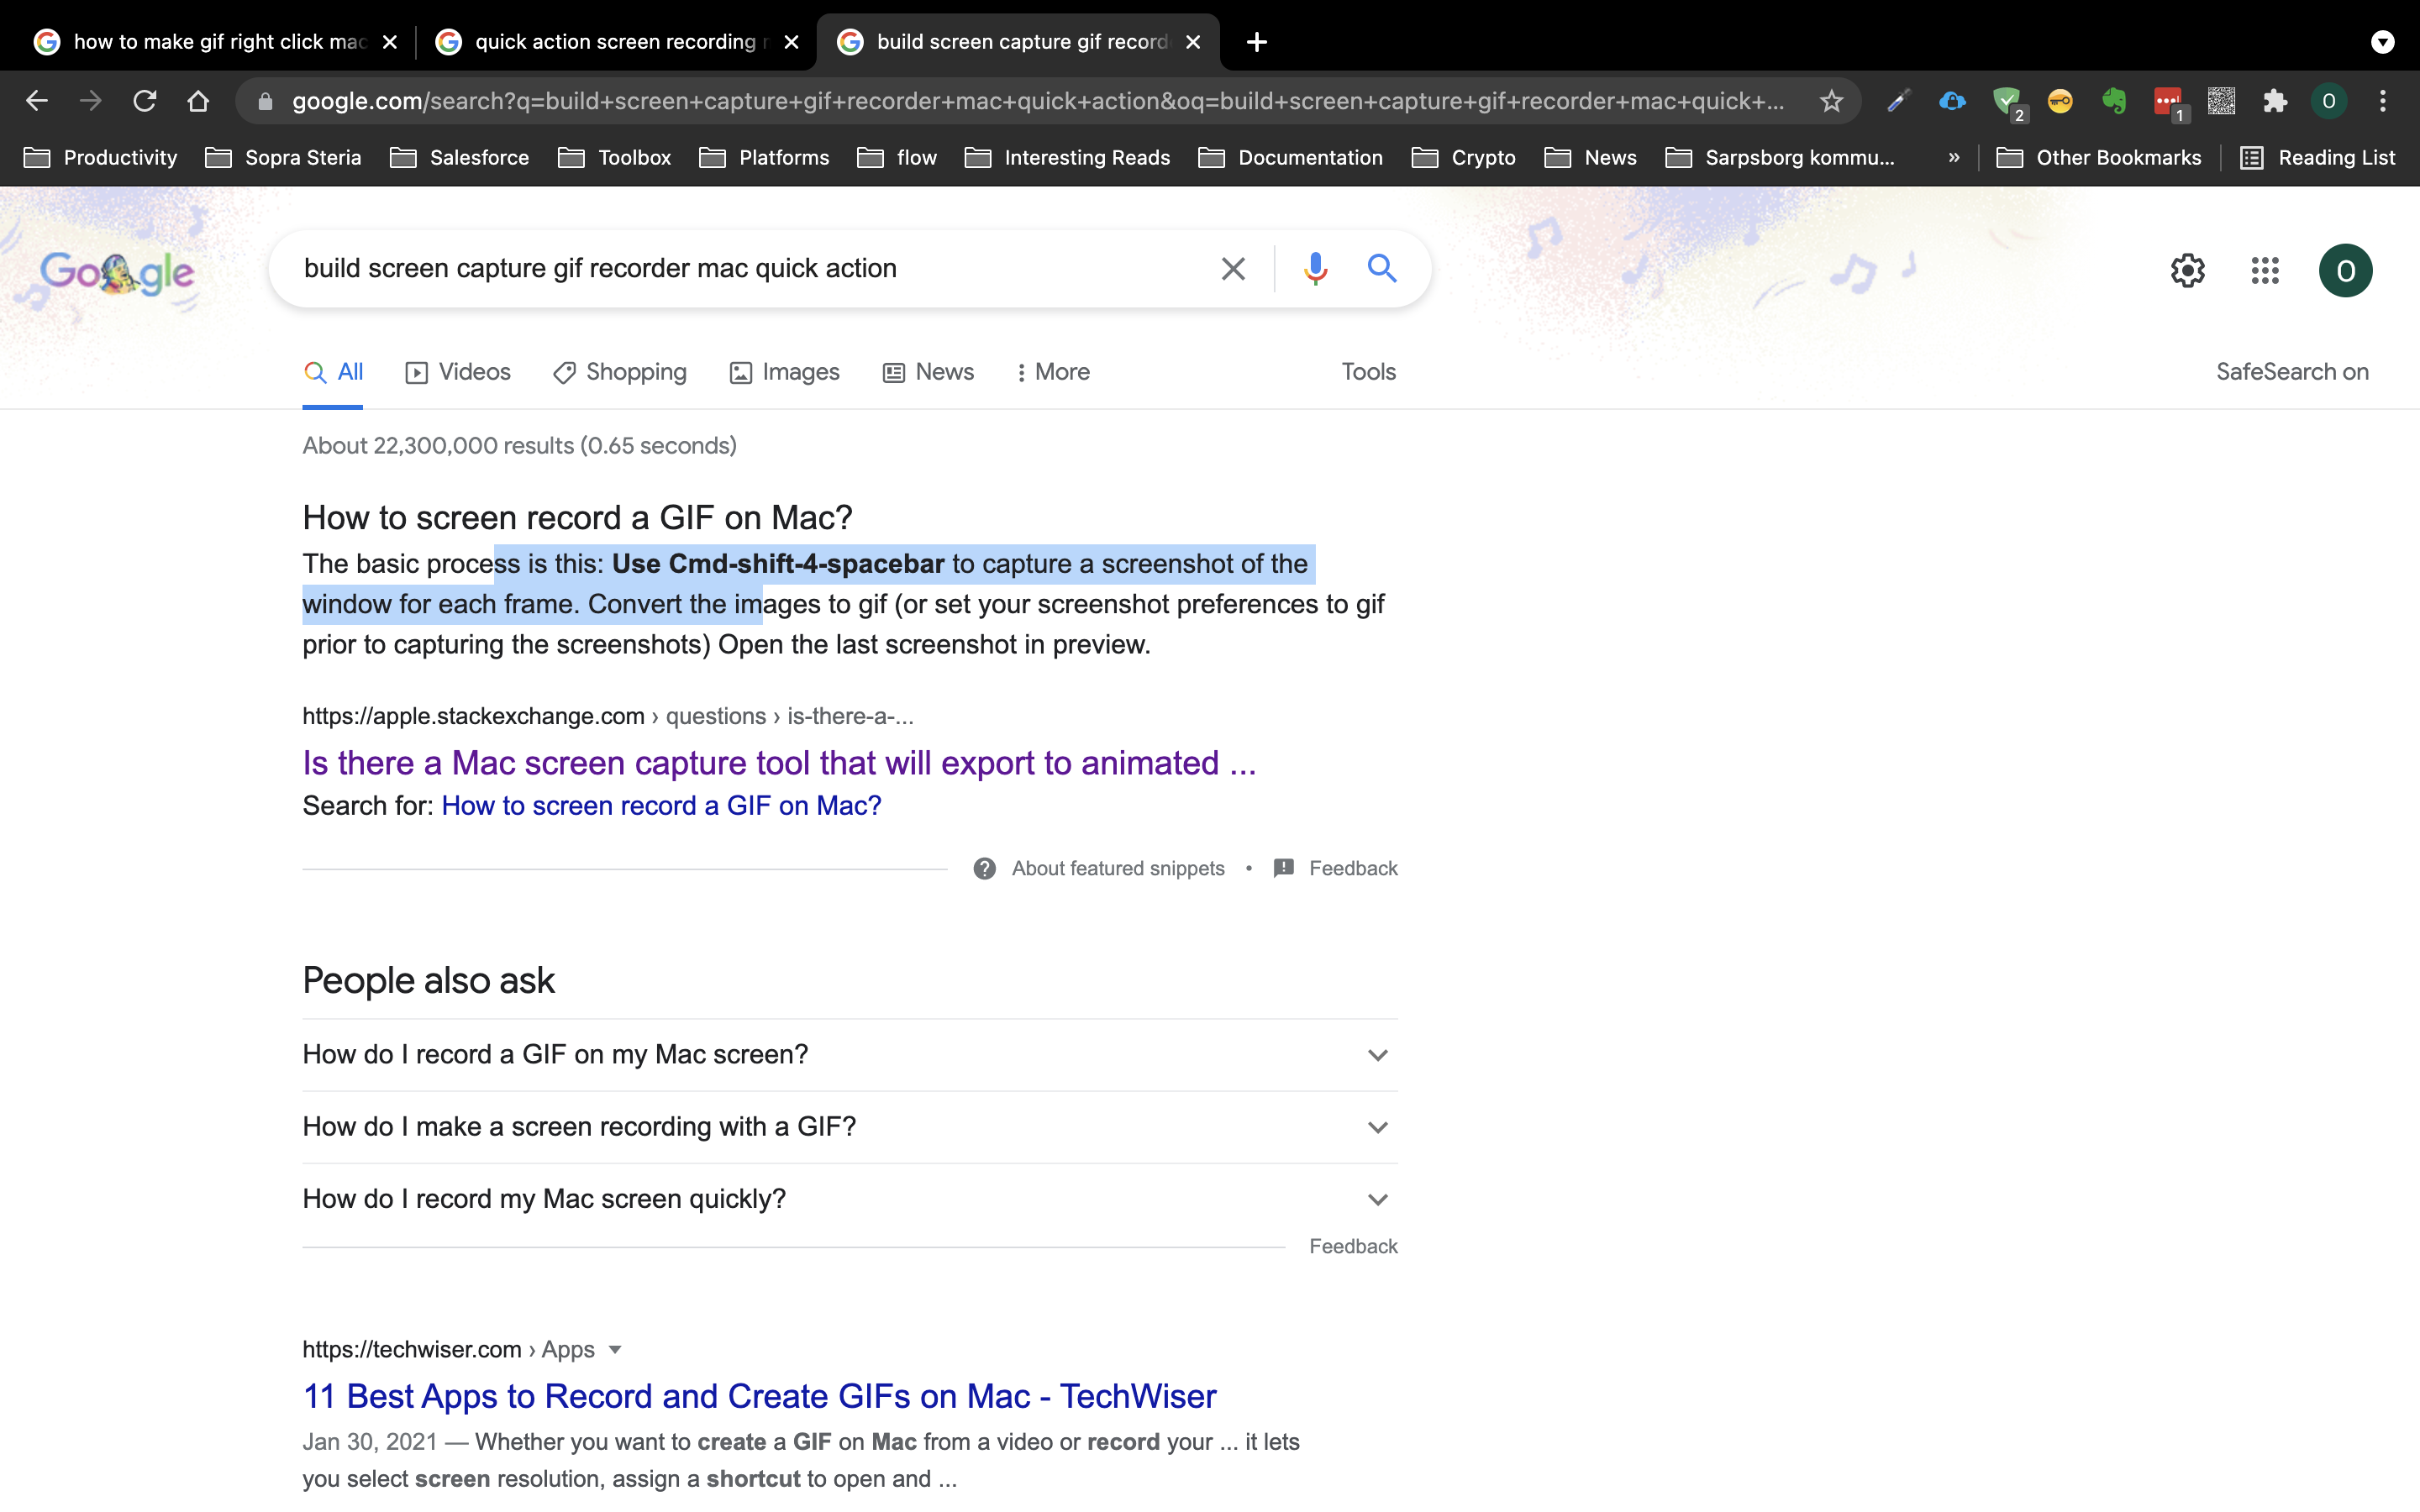 how to make gif right click mac
quick action screen recording
build screen capture gif record
google.com/search?q=build+screen+capture+gif+recorder+mac+quick+action&oq=build+screen+capture+gif+recorder+mac+quick+...
2
1
O
Productivity
Sopra Steria
Salesforce
Toolbox
Platforms
flow
Interesting Reads
Documentation
Crypto
News
Sarpsborg kommu...
»
Other Bookmarks
Reading List
Google
build screen capture gif recorder mac quick action
O
All
Videos
Shopping
Images
News
More
Tools
SafeSearch on
About 22,300,000 results (0.65 seconds)
How to screen record a GIF on Mac?
The basic process is this: Use Cmd-shift-4-spacebar to capture a screenshot of the
window for each frame. Convert the images to gif (or set your screenshot preferences to gif
prior to capturing the screenshots) Open the last screenshot in preview.
https://apple.stackexchange.com › questions › is-there-a-...
Is there a Mac screen capture tool that will export to animated ...
Search for: How to screen record a GIF on Mac?
About featured snippets • Feedback
People also ask
How do I record a GIF on my Mac screen?
How do I make a screen recording with a GIF?
How do I record my Mac screen quickly?
Feedback
https://techwiser.com › Apps
11 Best Apps to Record and Create GIFs on Mac - TechWiser
Jan 30, 2021 — Whether you want to create a GIF on Mac from a video or record your ... it lets
you select screen resolution, assign a shortcut to open and ...